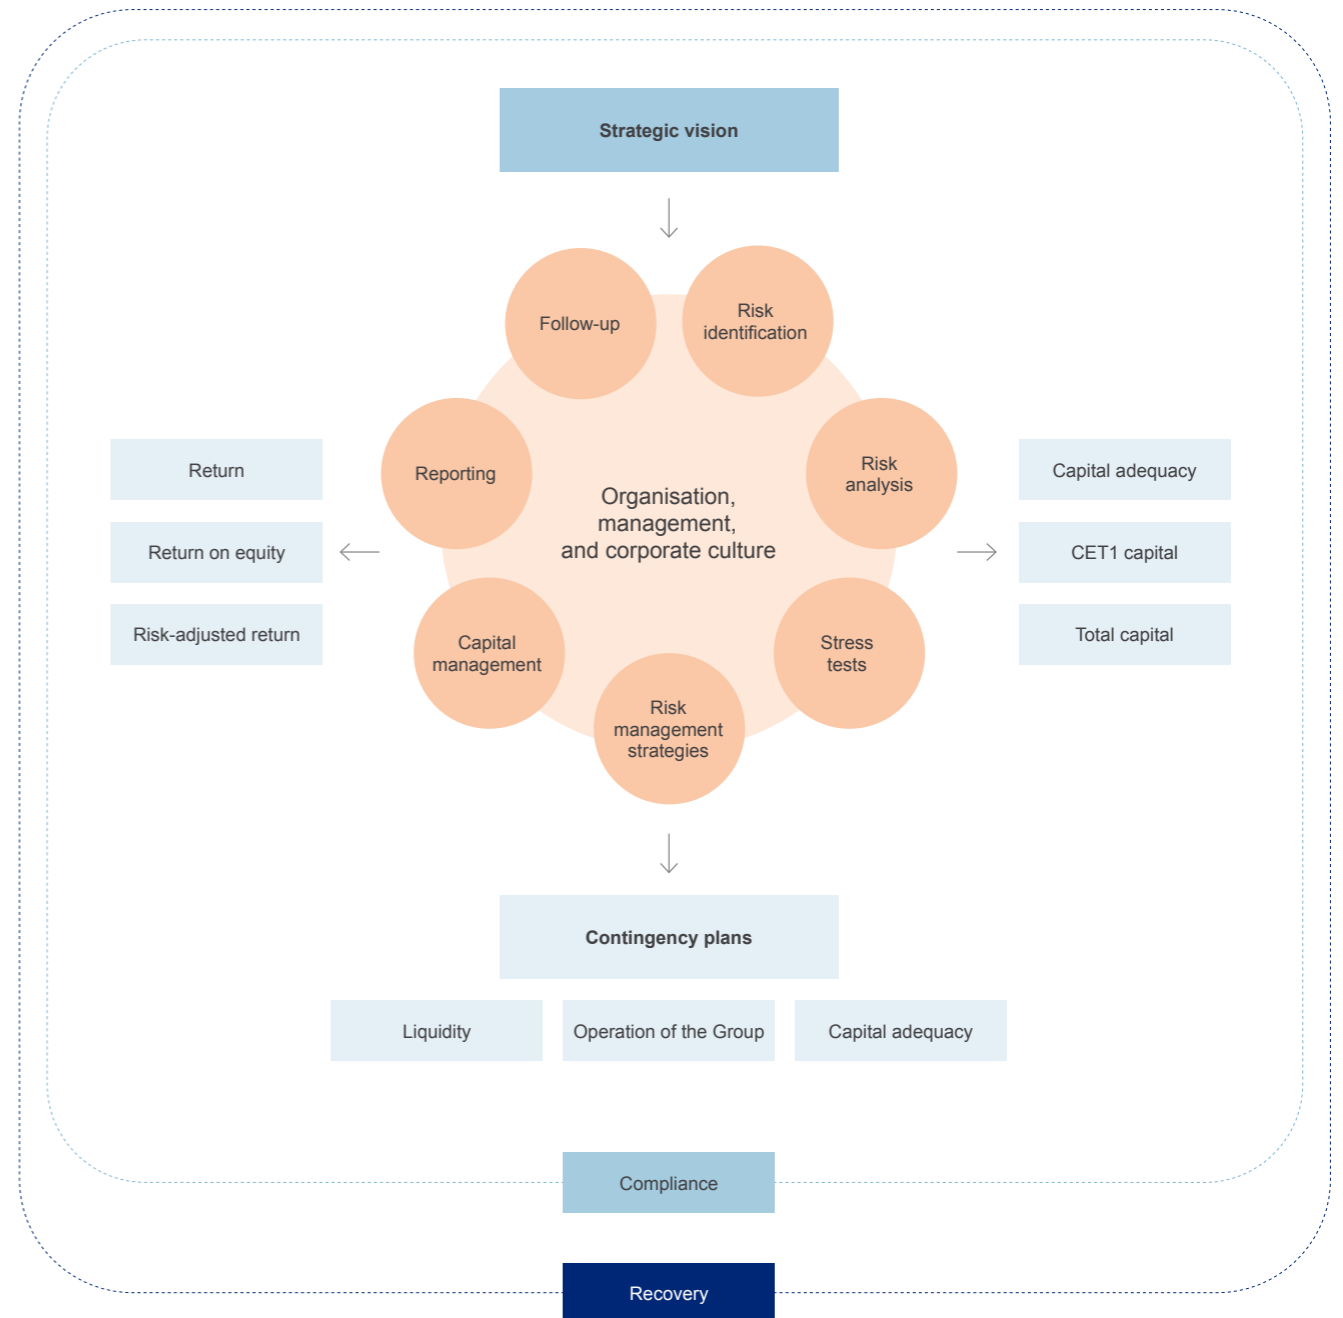 Strategic vision
Follow-up
Risk
identification
Reporting
Risk
analysis
Organisation,
management,
and corporate culture
Capital
management
Stress
tests
Risk
management
strategies
Return
Return on equity
Risk-adjusted return
Capital adequacy
CET1 capital
Total capital
Contingency plans
Liquidity
Operation of the Group
Capital adequacy
Compliance
Recovery